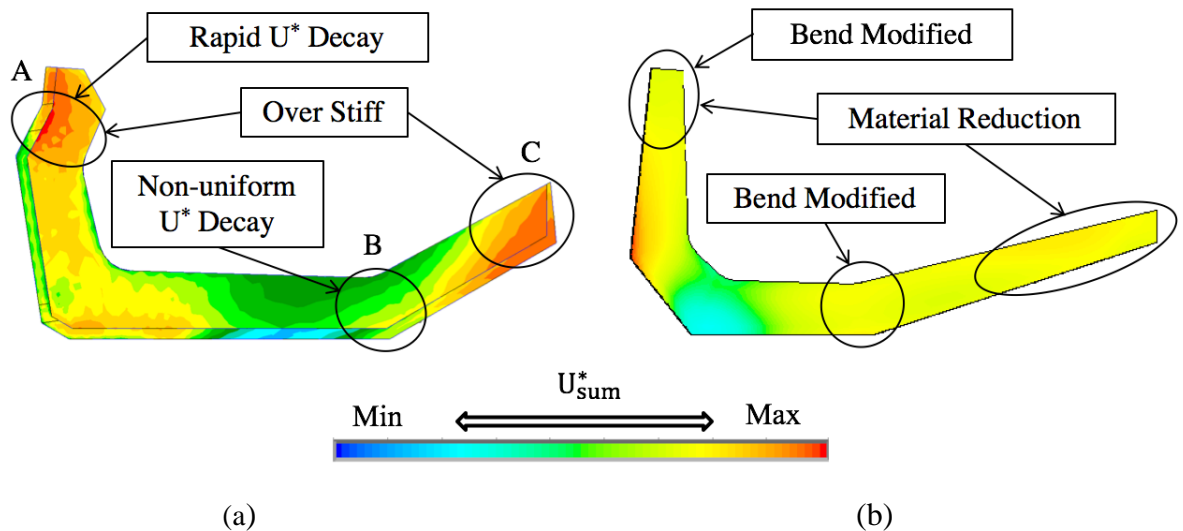 Rapid U* Decay
A
Over Stiff
C
Non-uniform
U* Decay
B
Bend Modified
Material Reduction
Bend Modified
U*sum
Min
Max
(a)
(b)